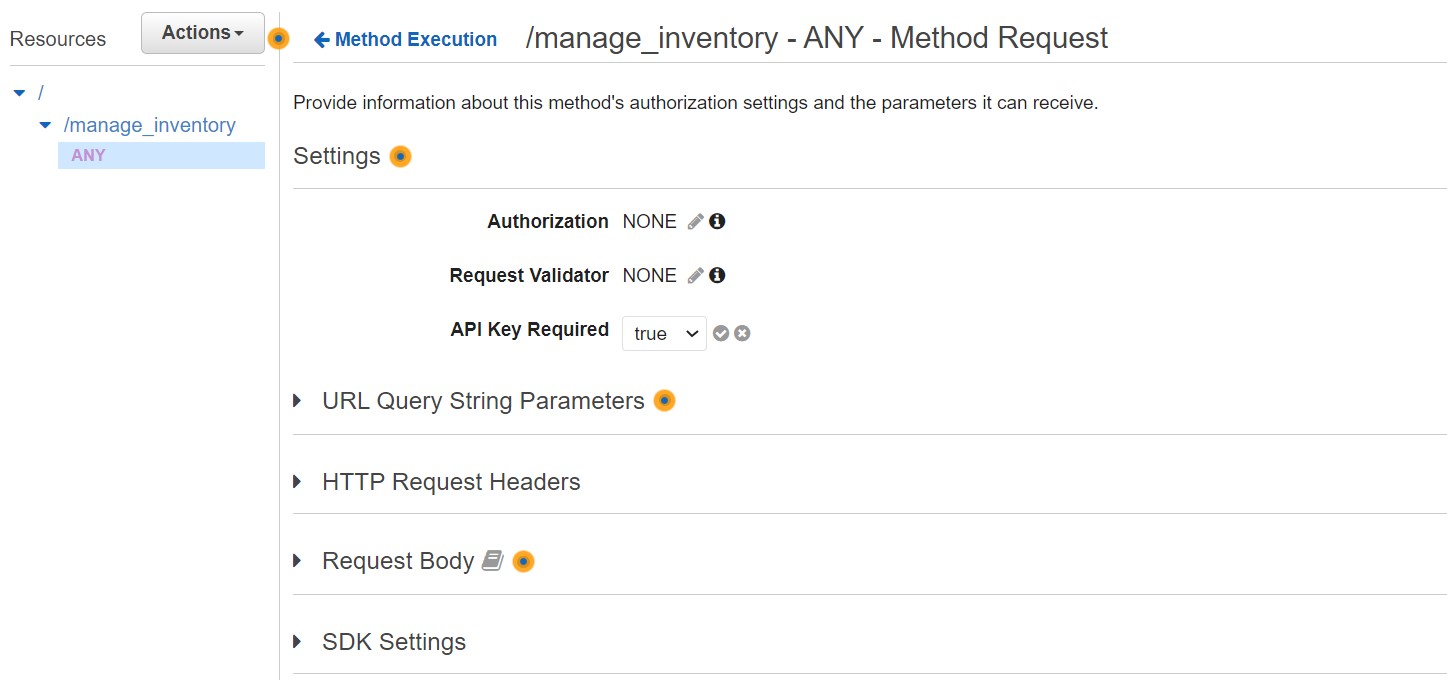 Resources
Actions
/
/manage_inventory
ANY
Method Execution
/manage_inventory - ANY - Method Request
Provide information about this method's authorization settings and the parameters it can receive.
Settings
Authorization NONE
Request Validator NONE
API Key Required true
URL Query String Parameters
HTTP Request Headers
Request Body
SDK Settings